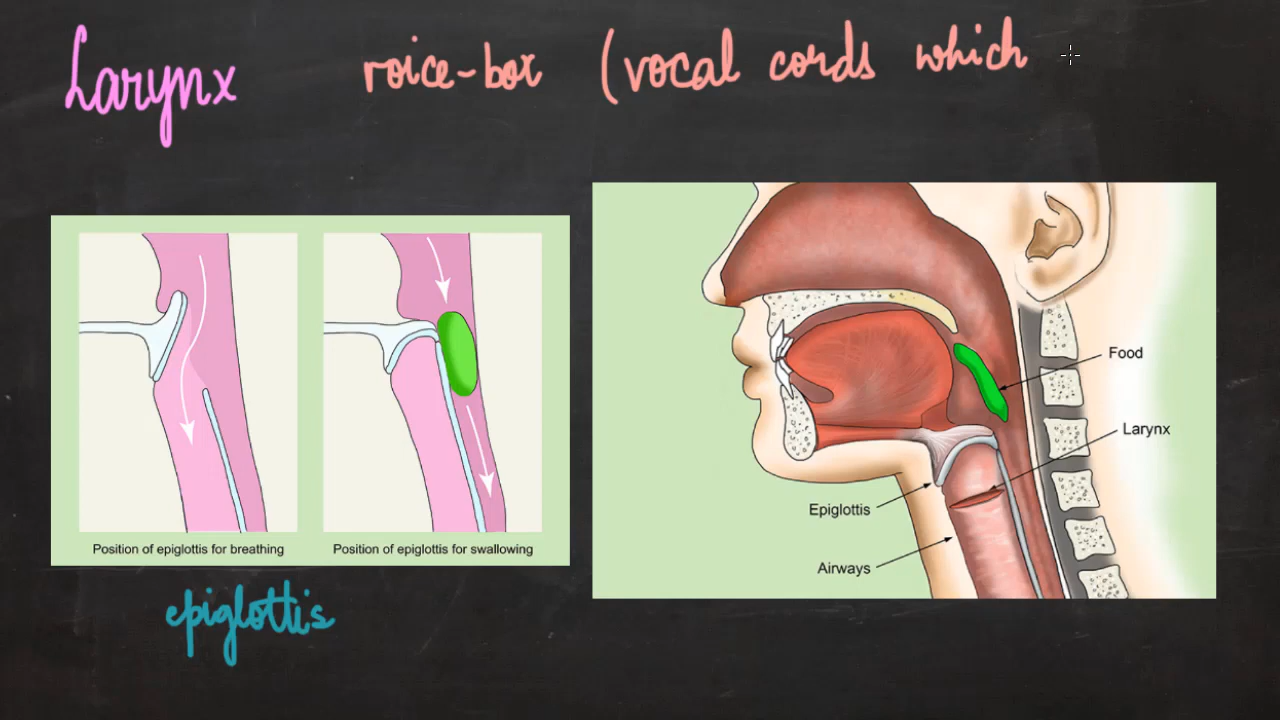 Larynx voice-box (vocal cords which
Food
Larynx
Epiglottis
Airways
Position of epiglottis for breathing
Position of epiglottis for swallowing
epiglottis